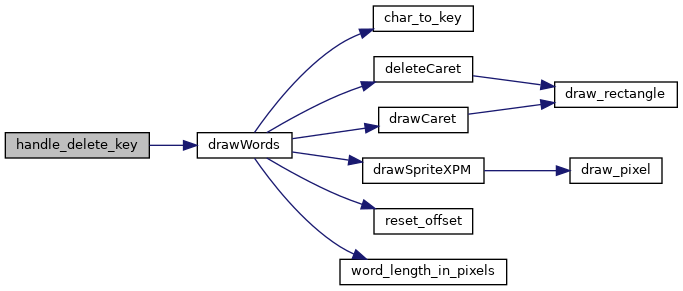 handle_delete_key
drawWords
char_to_key
deleteCaret
drawCaret
drawSpriteXPM
reset_offset
word_length_in_pixels
draw_rectangle
draw_pixel